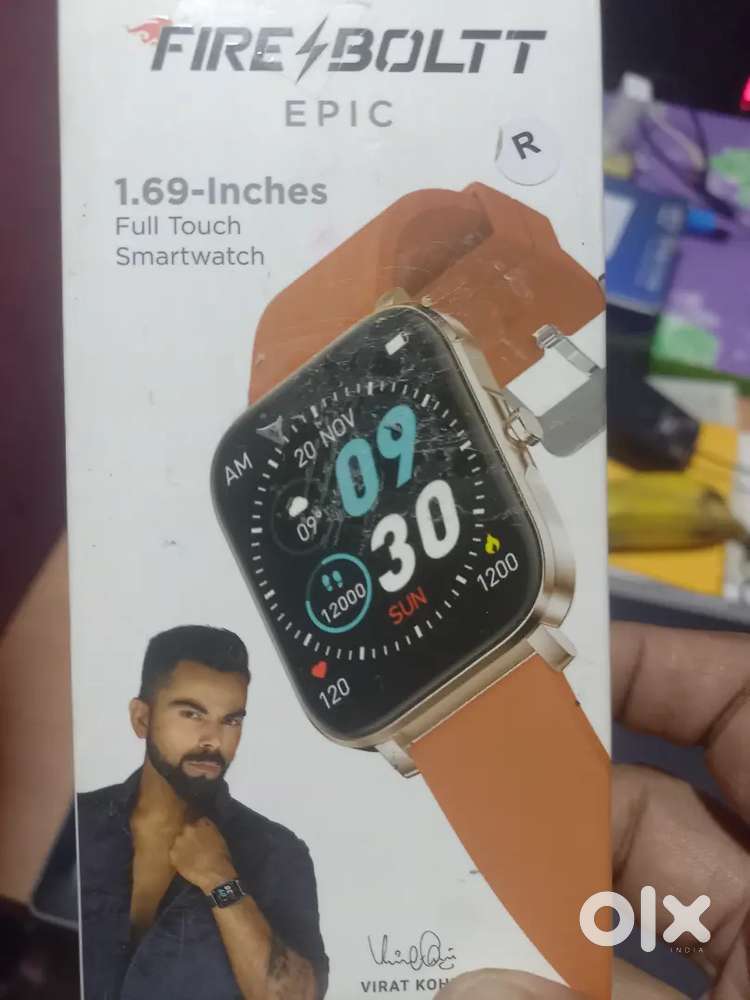 FIRE BOLTT
EPIC
R
1.69-Inches
Full Touch
Smartwatch
AM
20 NOV
09
09°
30
12000
SUN
1200
120
VIRAT KOH
olx
INDIA